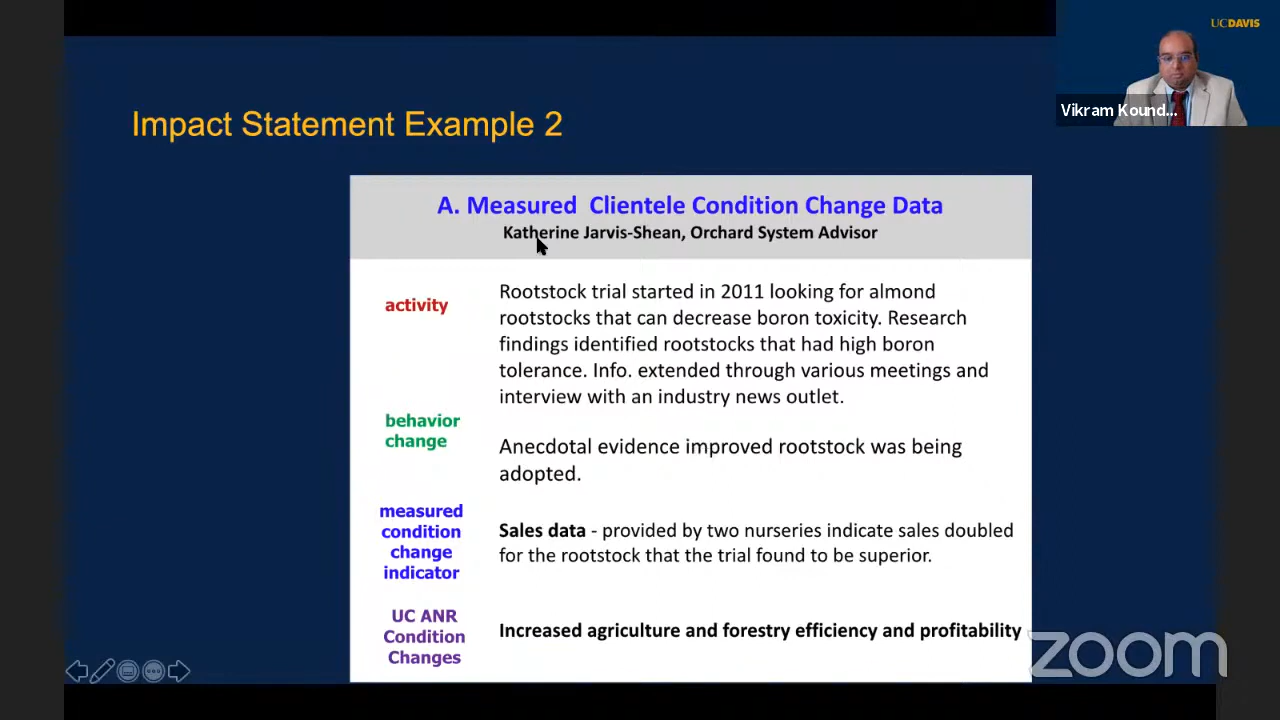 UCDAVIS
Vikram Kound...
Impact Statement Example 2
A. Measured Clientele Condition Change Data
Katherine Jarvis-Shean, Orchard System Advisor
activity
Rootstock trial started in 2011 looking for almond
rootstocks that can decrease boron toxicity. Research
findings identified rootstocks that had high boron
tolerance. Info. extended through various meetings and
interview with an industry news outlet.
behavior
change
Anecdotal evidence improved rootstock was being
adopted.
measured
condition
change
indicator
Sales data - provided by two nurseries indicate sales doubled
for the rootstock that the trial found to be superior.
UC ANR
Condition
Changes
Increased agriculture and forestry efficiency and profitability
zoom